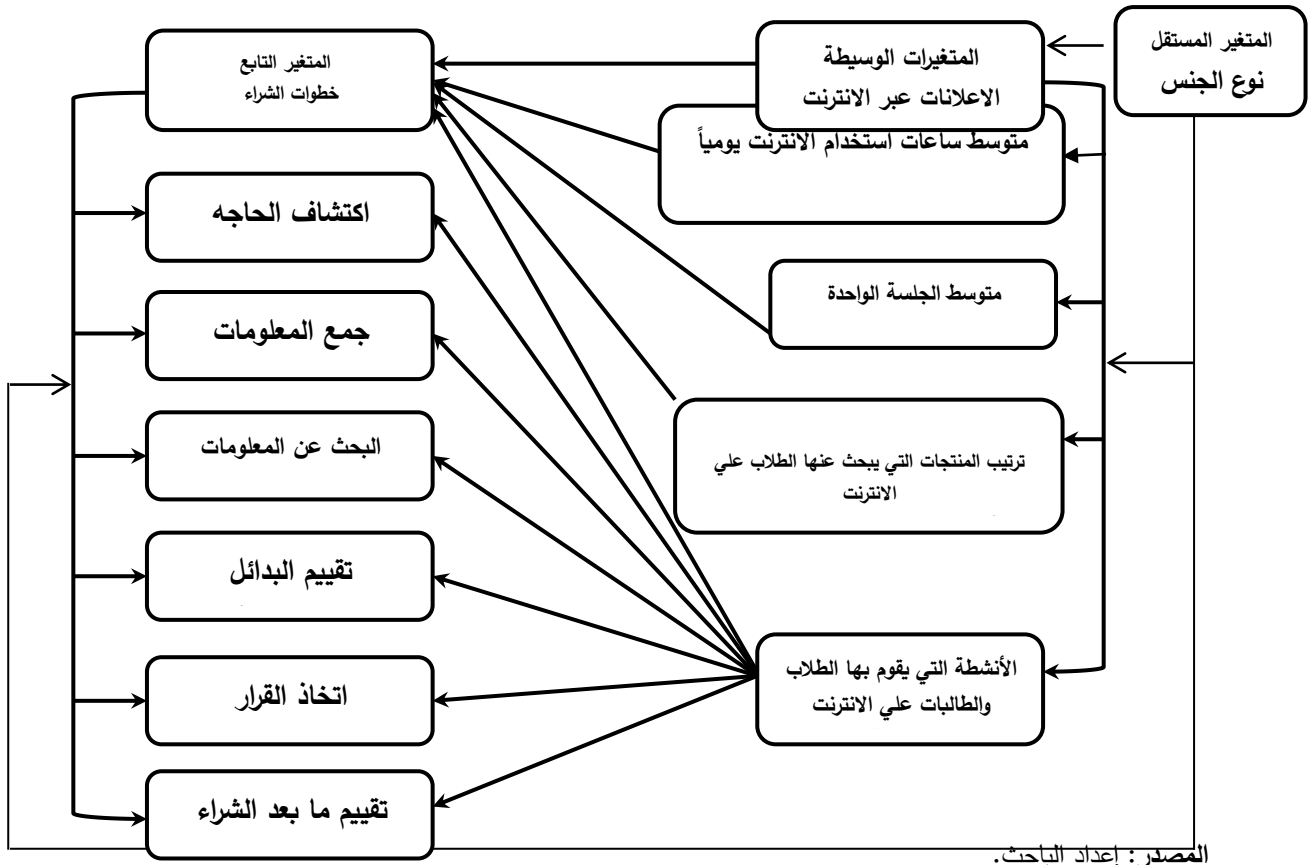 المتغير المستقل
نوع الجنس
المتغيرات الوسيطة
الاعلانات عبر الانترنت
متوسط ساعات استخدام الانترنت يومياً
متوسط الجلسة الواحدة
ترتيب المنتجات التي يبحث عنها الطلاب علي
الانترنت
الأنشطة التي يقوم بها الطلاب
والطالبات علي الانترنت
المتغير التابع
خطوات الشراء
اكتشاف الحاجه
جمع المعلومات
البحث عن المعلومات
تقييم البدائل
اتخاذ القرار
تقييم ما بعد الشراء
المصدر: إعداد الباحث.